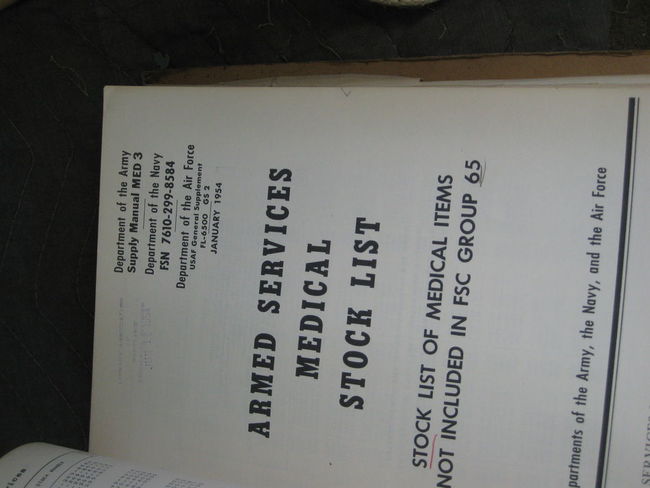 Department of the Army
Supply Manual MED 3
Department of the Navy
FSN 7610-299-8584
Department of the Air Force
USAF General Supplement
FL-6500 GS 2
JANUARY 1954
ARMED SERVICES
MEDICAL
STOCK LIST
STOCK LIST OF MEDICAL ITEMS
NOT INCLUDED IN FSC GROUP 65
partments of the Army, the Navy, and the Air Force